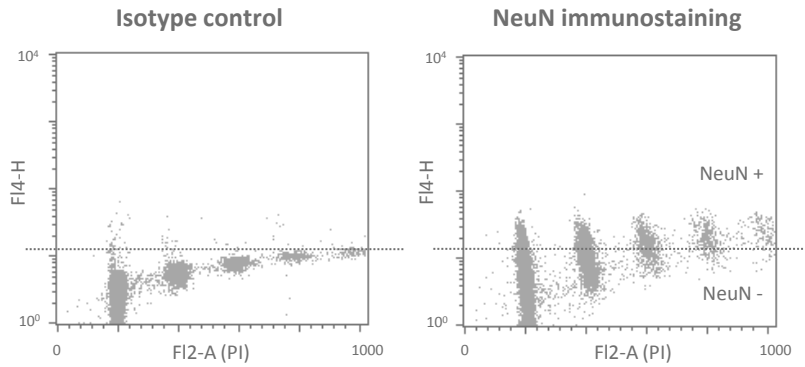 Isotype control
10⁴
Fl4-H
10⁰
0
Fl2-A (PI)
1000
NeuN immunostaining
10⁴
Fl4-H
NeuN +
NeuN -
10⁰
0
Fl2-A (PI)
1000